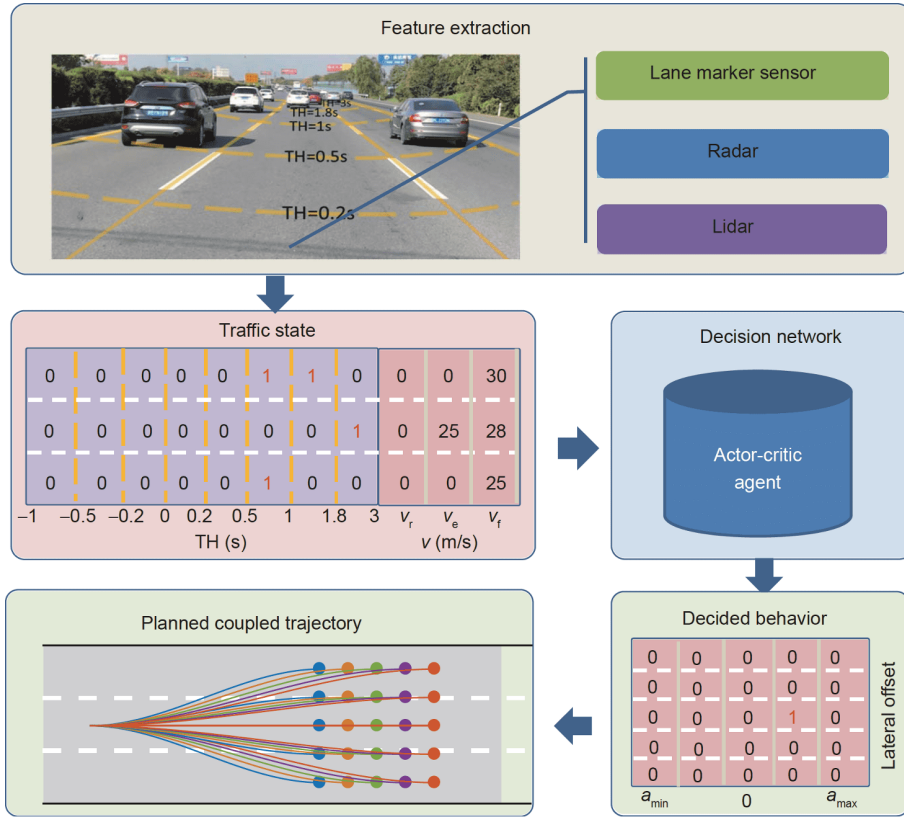 Feature extraction
TH=3s
TH=1.8s
TH=1s
TH=0.5s
TH=0.2s
Lane marker sensor
Radar
Lidar
Traffic state
0 0 0 0 0 1 1 0 0 0 30
0 0 0 0 0 0 0 1 0 25 28
0 0 0 0 0 1 0 0 0 0 25
–1 –0.5 –0.2 0 0.2 0.5 1 1.8 3 vr ve vf
TH (s) v (m/s)
Decision network
Actor-critic
agent
Planned coupled trajectory
Decided behavior
0 0 0 0 0
0 0 0 0 0
0 0 0 1 0
0 0 0 0 0
0 0 0 0 0
amin 0 amax
Lateral offset